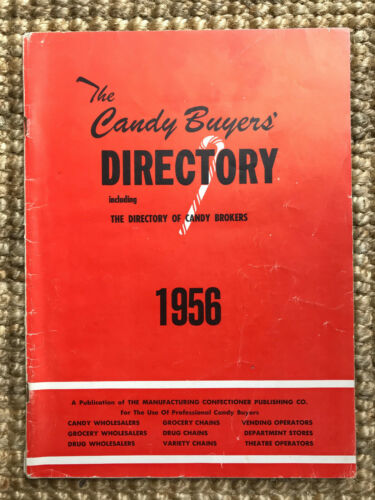 The
Candy Buyers'
DIRECTORY
including
THE DIRECTORY OF CANDY BROKERS
1956
A Publication of THE MANUFACTURING CONFECTIONER PUBLISHING CO.
For The Use Of Professional Candy Buyers
CANDY WHOLESALERS GROCERY CHAINS VENDING OPERATORS
GROCERY WHOLESALERS DRUG CHAINS DEPARTMENT STORES
DRUG WHOLESALERS VARIETY CHAINS THEATRE OPERATORS